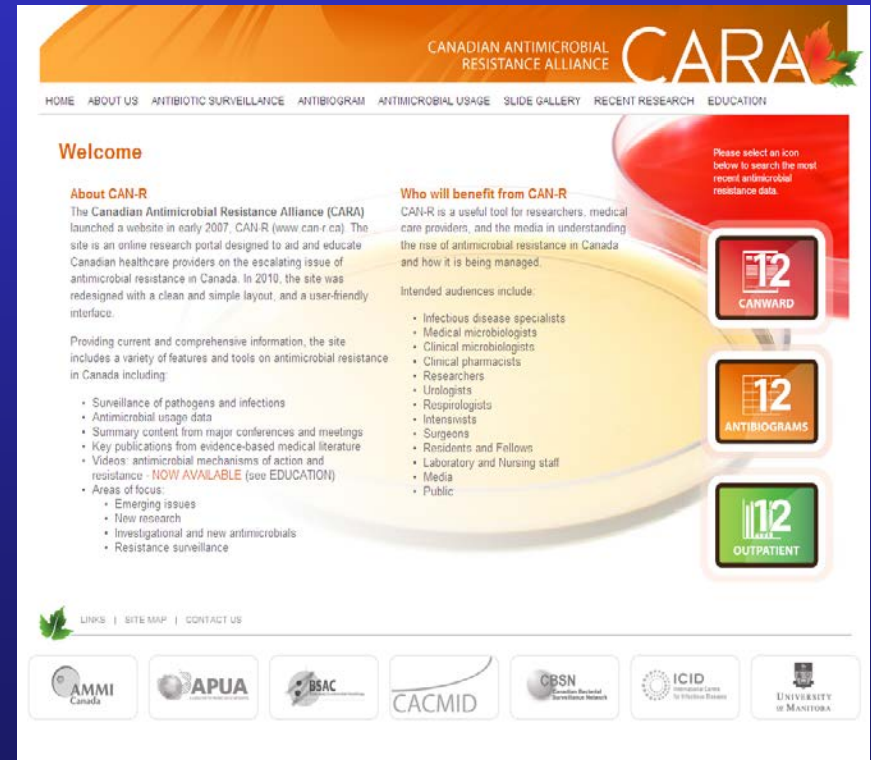 CANADIAN ANTIMICROBIAL
RESISTANCE ALLIANCE
CARA
HOME ABOUT US ANTIBIOTIC SURVEILLANCE ANTIBIOGRAM ANTIMICROBIAL USAGE SLIDE GALLERY RECENT RESEARCH EDUCATION
Welcome
About CAN-R
The Canadian Antimicrobial Resistance Alliance (CARA)
launched a website in early 2007, CAN-R (www.can-r.ca). The
site is an online research portal designed to aid and educate
Canadian healthcare providers on the escalating issue of
antimicrobial resistance in Canada. In 2010, the site was
redesigned with a clean and simple layout, and a user-friendly
interface.
Providing current and comprehensive information, the site
includes a variety of features and tools on antimicrobial resistance
in Canada including:
• Surveillance of pathogens and infections
• Antimicrobial usage data
• Summary content from major conferences and meetings
• Key publications from evidence-based medical literature
• Videos: antimicrobial mechanisms of action and
resistance - NOW AVAILABLE (see EDUCATION)
• Areas of focus:
• Emerging issues
• New research
• Investigational and new antimicrobials
• Resistance surveillance
Who will benefit from CAN-R
CAN-R is a useful tool for researchers, medical
care providers, and the media in understanding
the rise of antimicrobial resistance in Canada
and how it is being managed.
Intended audiences include:
• Infectious disease specialists
• Medical microbiologists
• Clinical microbiologists
• Clinical pharmacists
• Researchers
• Urologists
• Respirologists
• Intensivists
• Surgeons
• Residents and Fellows
• Laboratory and Nursing staff
• Media
• Public
Please select an icon
below to search the most
recent antimicrobial
resistance data.
12
CANWARD
12
ANTIBIOGRAMS
12
OUTPATIENT
LINKS | SITE MAP | CONTACT US
AMMI
Canada
APUA
BSAC
CACMID
CBSN
Canadian Bacterial
Surveillance Network
ICID
International Centre
for Infectious Disease
UNIVERSITY
OF MANITOBA